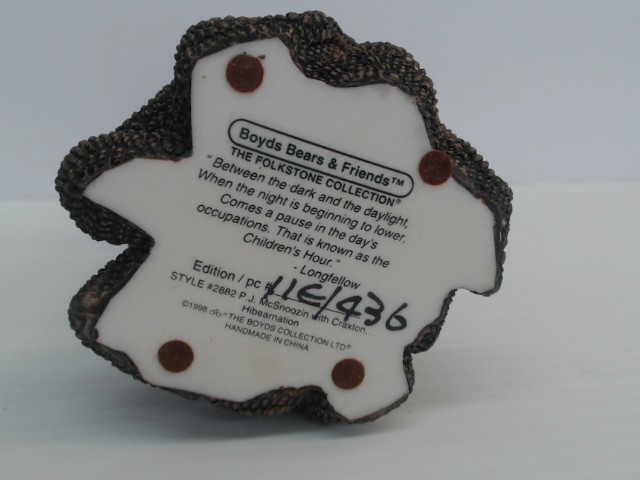 Boyds Bears & Friends™
THE FOLKSTONE COLLECTION®
"Between the dark and the daylight,
When the night is beginning to lower,
Comes a pause in the day's
occupations. That is known as the
Children's Hour."
- Longfellow
Edition / pc # 11E/436
STYLE #2882 P.J. McSnoozin with Craxton...
Hibearnation
©1998 THE BOYDS COLLECTION LTD®
HANDMADE IN CHINA